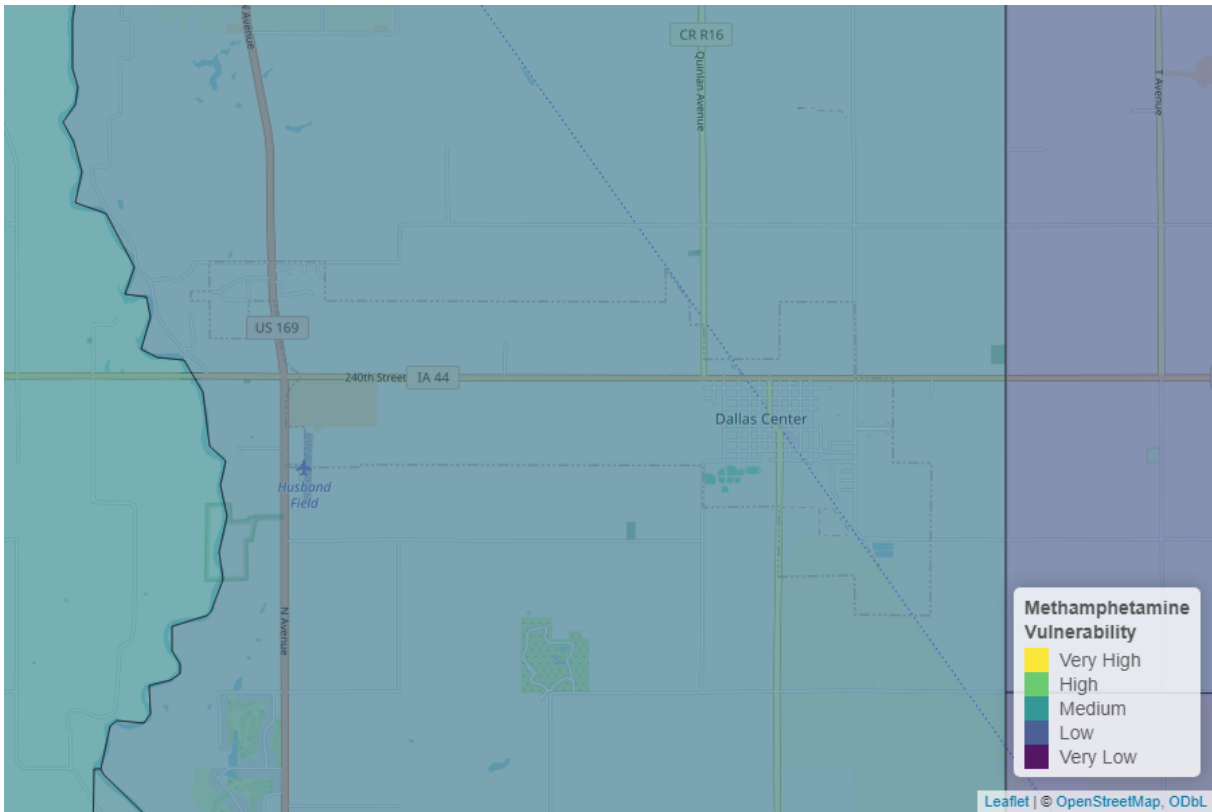 N Avenue
CR R16
Quinlan Avenue
T Avenue
US 169
240th Street
IA 44
Dallas Center
Husband
Field
N Avenue
Methamphetamine
Vulnerability
Very High
High
Medium
Low
Very Low
Leaflet | © OpenStreetMap, ODbL